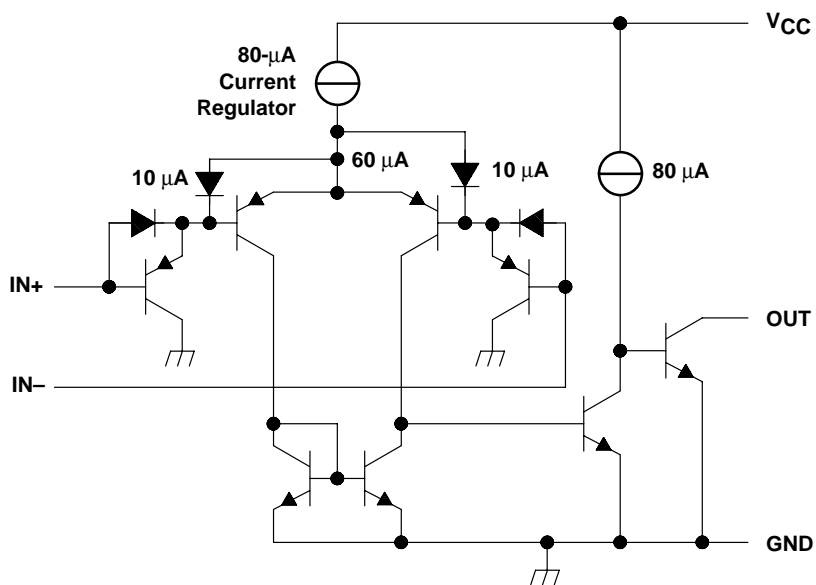 VCC
80-µA
Current
Regulator
10 µA
60 µA
10 µA
80 µA
IN+
OUT
IN–
GND